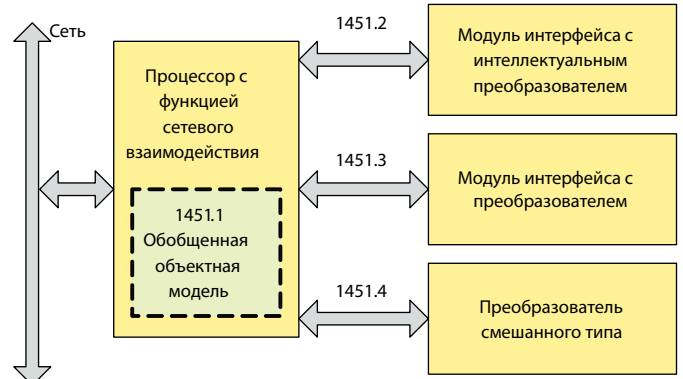 Сеть
Процессор с
функцией
сетевого
взаимодействия
1451.1
Обобщенная
объектная
модель
1451.2
Модуль интерфейса с
интеллектуальным
преобразователем
1451.3
Модуль интерфейса с
преобразователем
1451.4
Преобразователь
смешанного типа